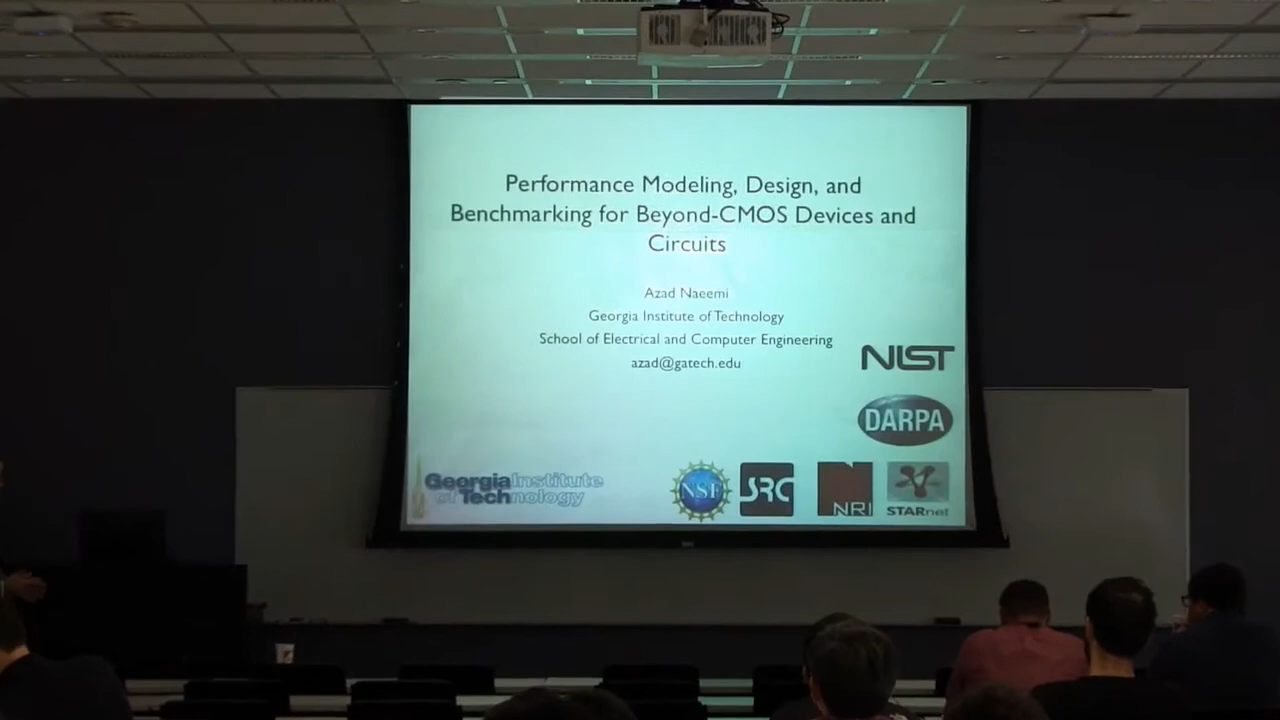 Performance Modeling, Design, and
Benchmarking for Beyond-CMOS Devices and
Circuits
Azad Naeemi
Georgia Institute of Technology
School of Electrical and Computer Engineering
azad@gatech.edu
NIST
DARPA
Georgia Institute
of Technology
NSF
SRC
NRI
STARnet